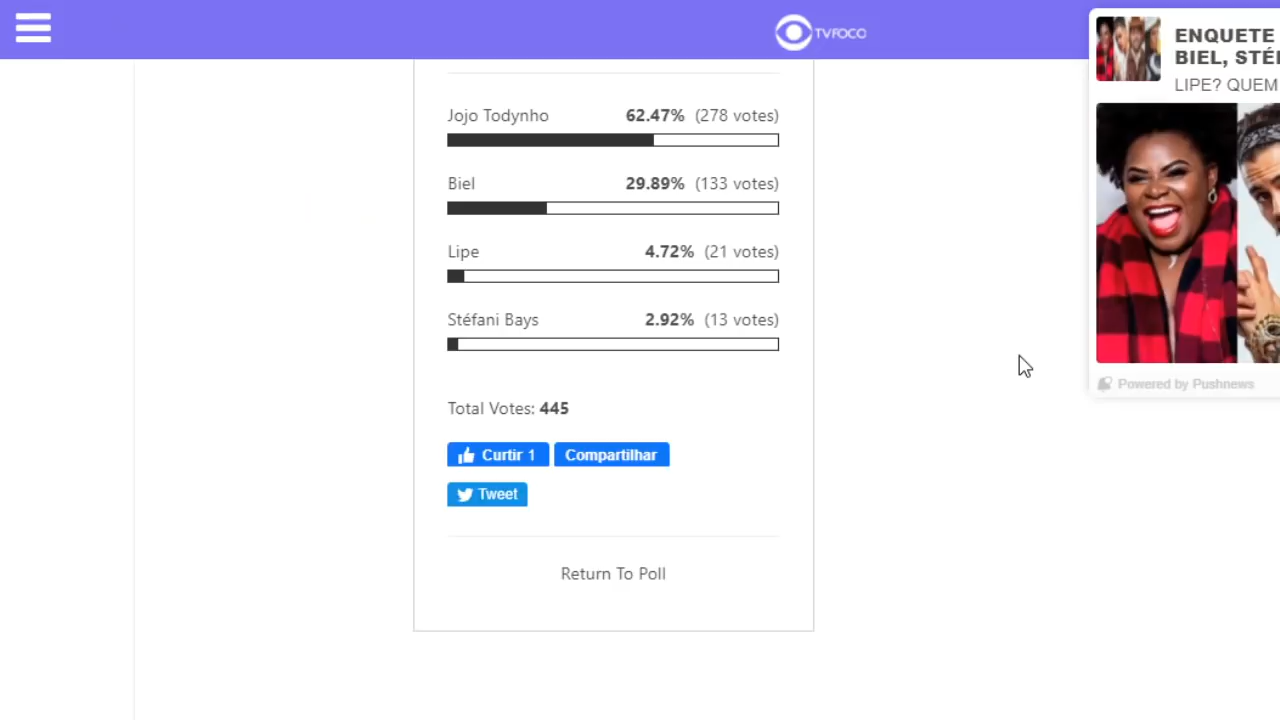 TV FOCO
ENQUETE
BIEL, STÉ
LIPE? QUEM
Jojo Todynho 62.47% (278 votes)
Biel 29.89% (133 votes)
Lipe 4.72% (21 votes)
Stéfani Bays 2.92% (13 votes)
Powered by Pushnews
Total Votes: 445
Curtir 1 Compartilhar
Tweet
Return To Poll